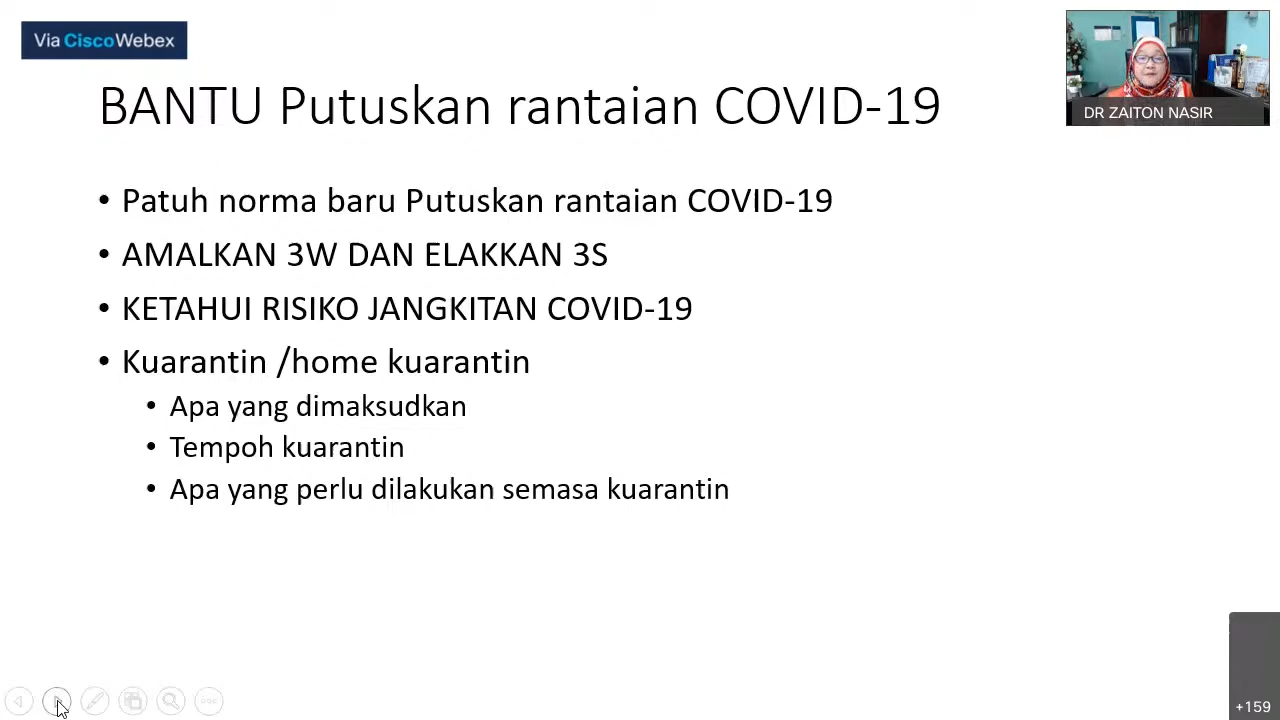 Via CiscoWebex
DR ZAITON NASIR
BANTU Putuskan rantaian COVID-19
• Patuh norma baru Putuskan rantaian COVID-19
• AMALKAN 3W DAN ELAKKAN 3S
• KETAHUI RISIKO JANGKITAN COVID-19
• Kuarantin /home kuarantin
• Apa yang dimaksudkan
• Tempoh kuarantin
• Apa yang perlu dilakukan semasa kuarantin
+159